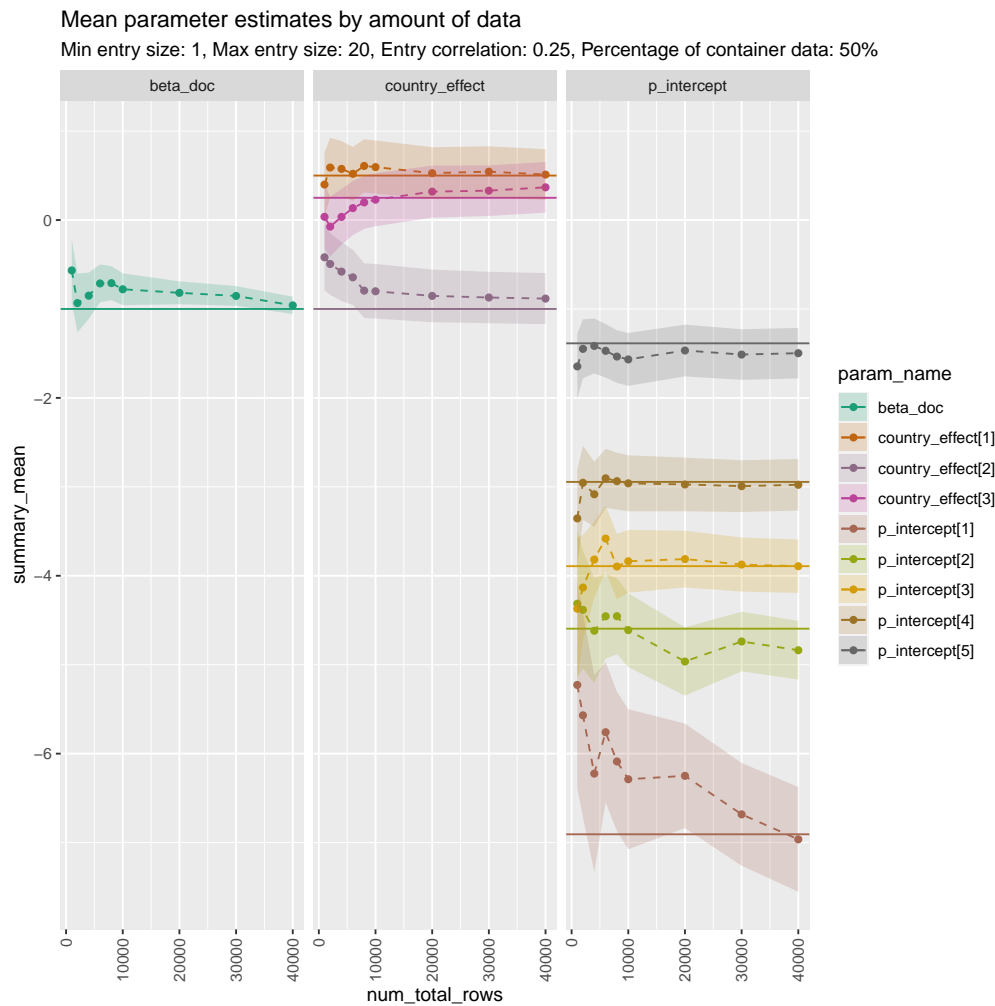 Mean parameter estimates by amount of data
Min entry size: 1, Max entry size: 20, Entry correlation: 0.25, Percentage of container data: 50%
beta_doc
country_effect
p_intercept
summary_mean
0
−2
−4
−6
0
10000
20000
30000
40000
0
10000
20000
30000
40000
0
10000
20000
30000
40000
num_total_rows
param_name
beta_doc
country_effect[1]
country_effect[2]
country_effect[3]
p_intercept[1]
p_intercept[2]
p_intercept[3]
p_intercept[4]
p_intercept[5]